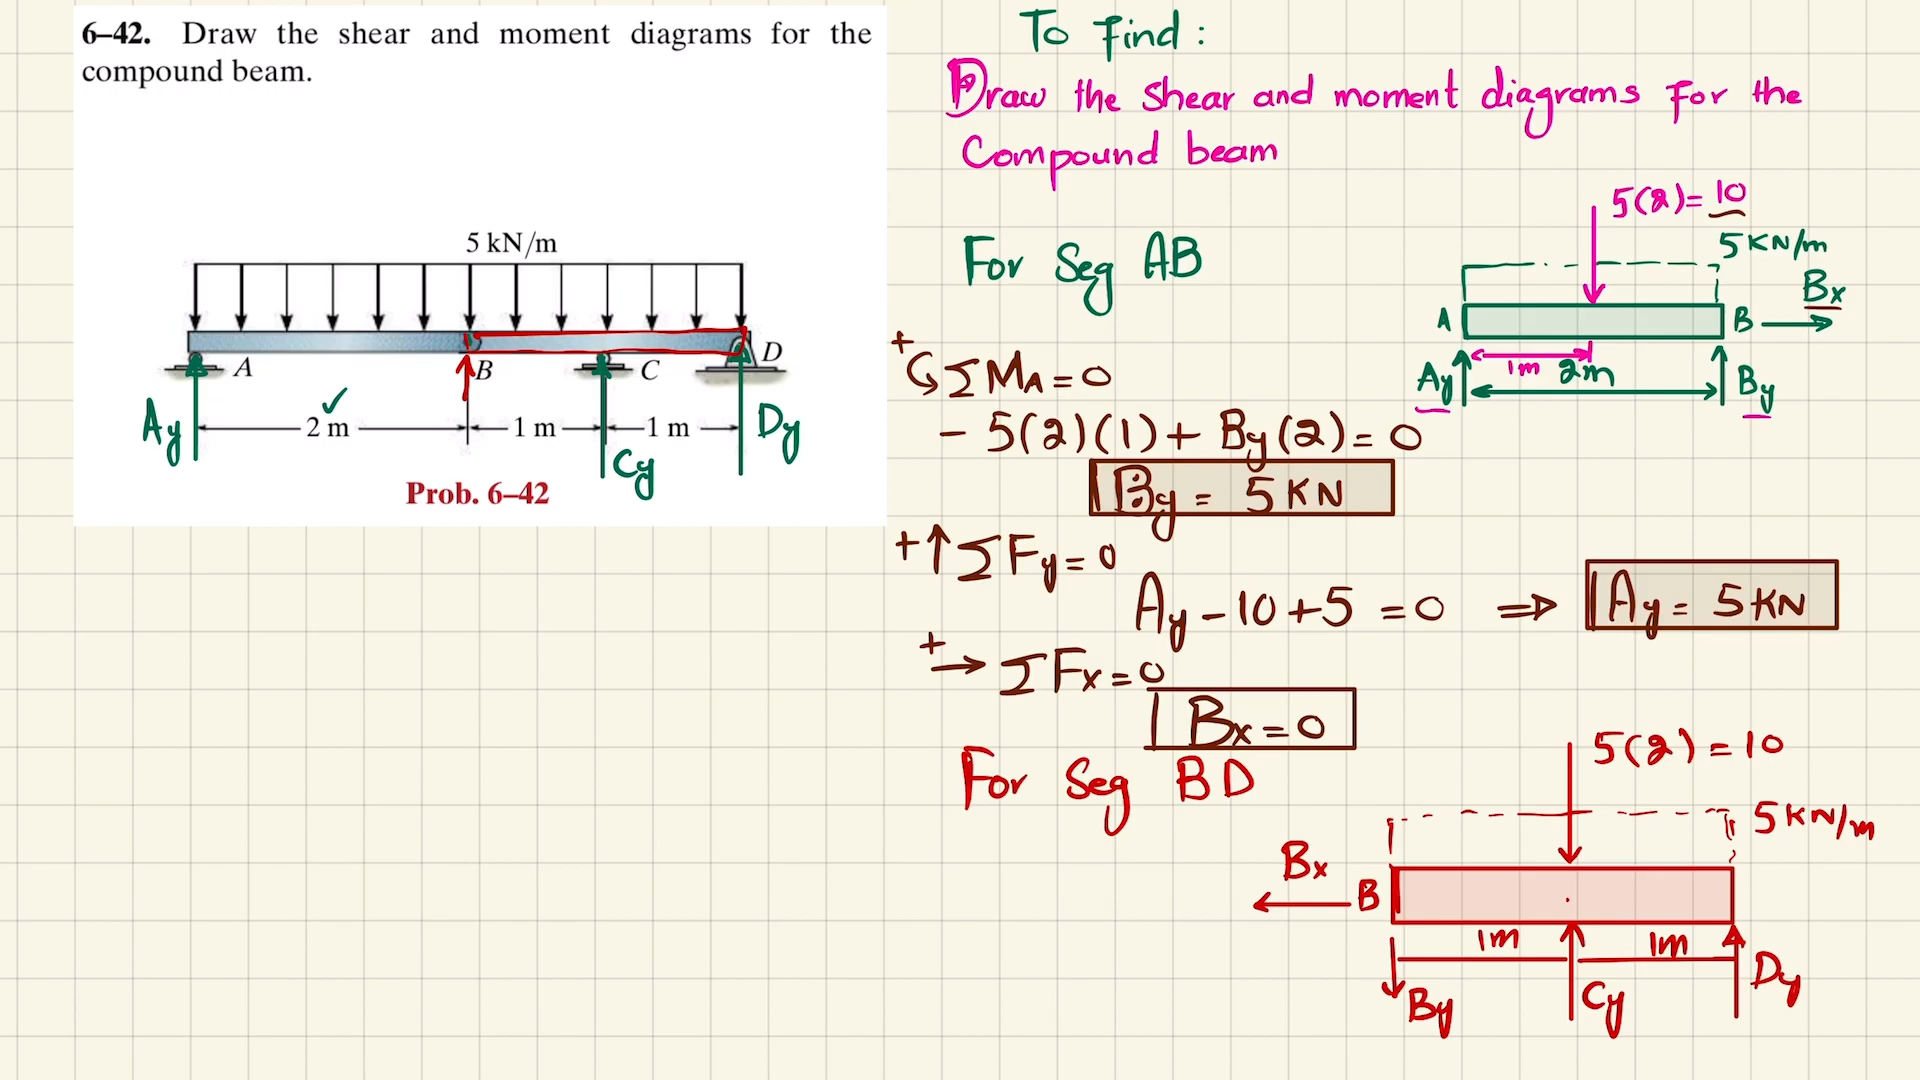 6–42. Draw the shear and moment diagrams for the
compound beam.
5 kN/m
A
B
C
D
2 m
1 m
1 m
Ay
Cy
Dy
Prob. 6–42
To Find :
Draw the Shear and moment diagrams For the
Compound beam
For Seg AB
5(2)= 10
5 KN/m
Bx
A
B
1m
2m
Ay
By
+ ΣMA = 0
- 5(2)(1) + By(2) = 0
By = 5 KN
+↑ ΣFy = 0
Ay - 10 + 5 = 0 ⇒ Ay = 5 KN
+→ ΣFx = 0
Bx = 0
For Seg BD
5(2) = 10
5 KN/m
Bx
B
1m
1m
By
Cy
Dy